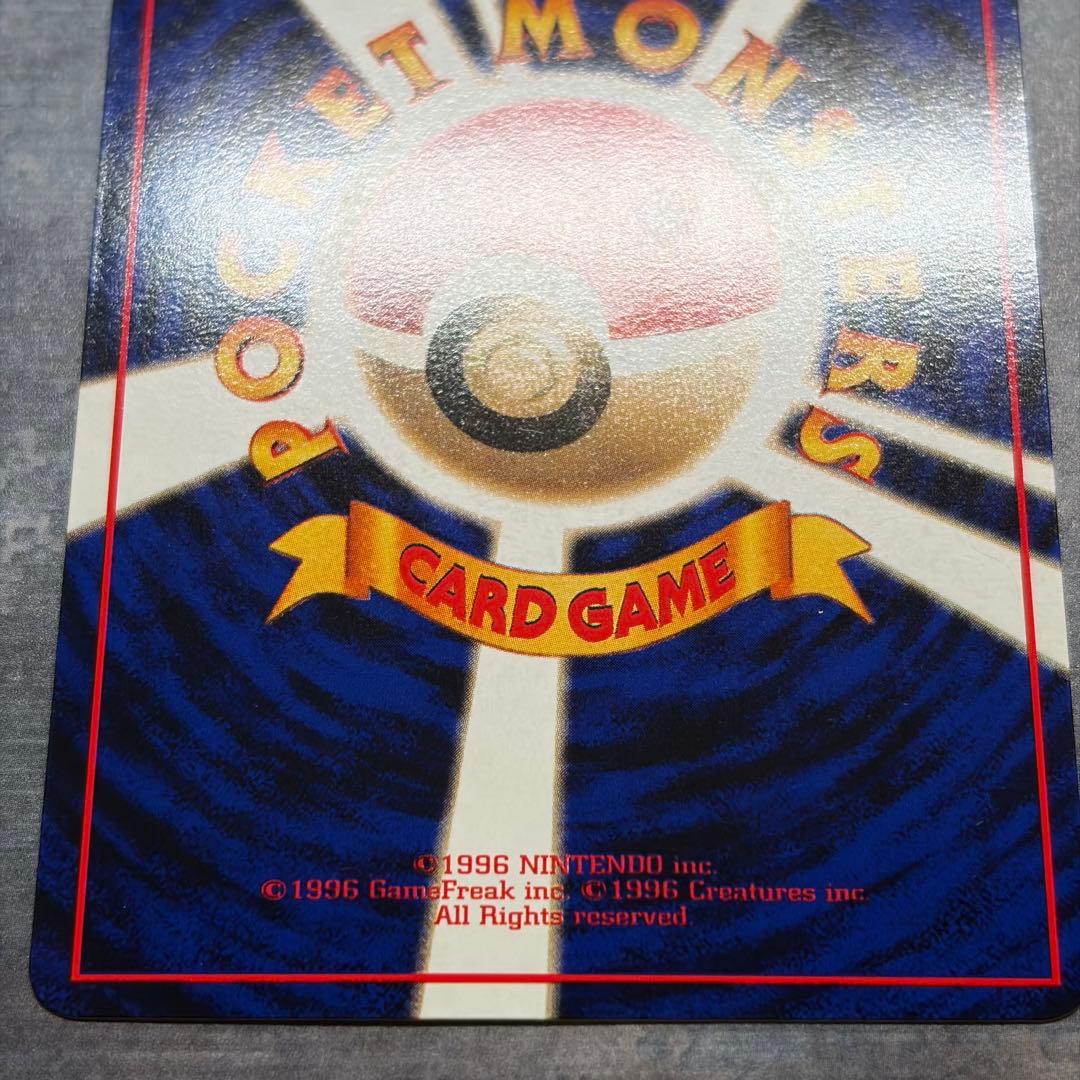 POCKET MONSTERS
CARD GAME
©1996 NINTENDO inc.
©1996 GameFreak inc. ©1996 Creatures inc.
All Rights reserved.